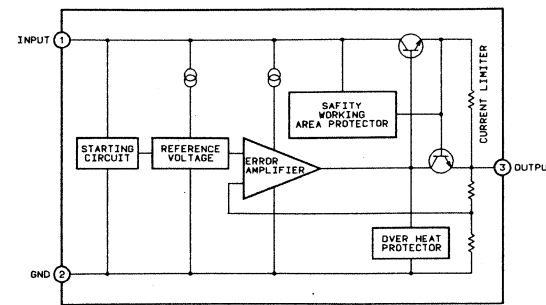 INPUT 1
SAFITY
WORKING
AREA PROTECTOR
CURRENT LIMITER
STARTING
CIRCUIT
REFERENCE
VOLTAGE
ERROR
AMPLIFIER
3 OUTPUT
OVER HEAT
PROTECTOR
GND 2